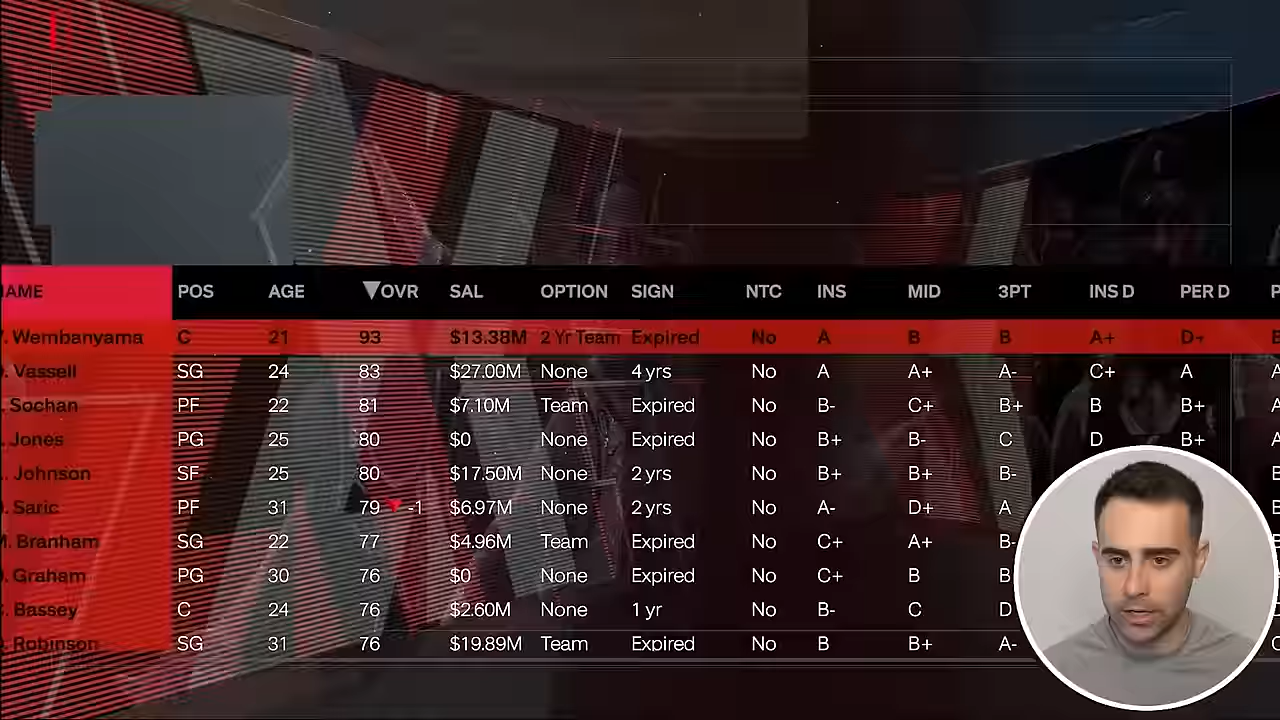 AME POS AGE ▼OVR SAL OPTION SIGN NTC INS MID 3PT INS D PER D P
. Wembanyama C 21 93 $13.38M 2 Yr Team Expired No A B B A+ D+
. Vassell SG 24 83 $27.00M None 4 yrs No A A+ A- C+ A A
. Sochan PF 22 81 $7.10M Team Expired No B- C+ B+ B B+ A
. Jones PG 25 80 $0 None Expired No B+ B- C D B+ A
. Johnson SF 25 80 $17.50M None 2 yrs No B+ B+ B-
. Saric PF 31 79 ▼ -1 $6.97M None 2 yrs No A- D+ A
. Branham SG 22 77 $4.96M Team Expired No C+ A+ B-
. Graham PG 30 76 $0 None Expired No C+ B B
. Bassey C 24 76 $2.60M None 1 yr No B- C D
. Robinson SG 31 76 $19.89M Team Expired No B B+ A-